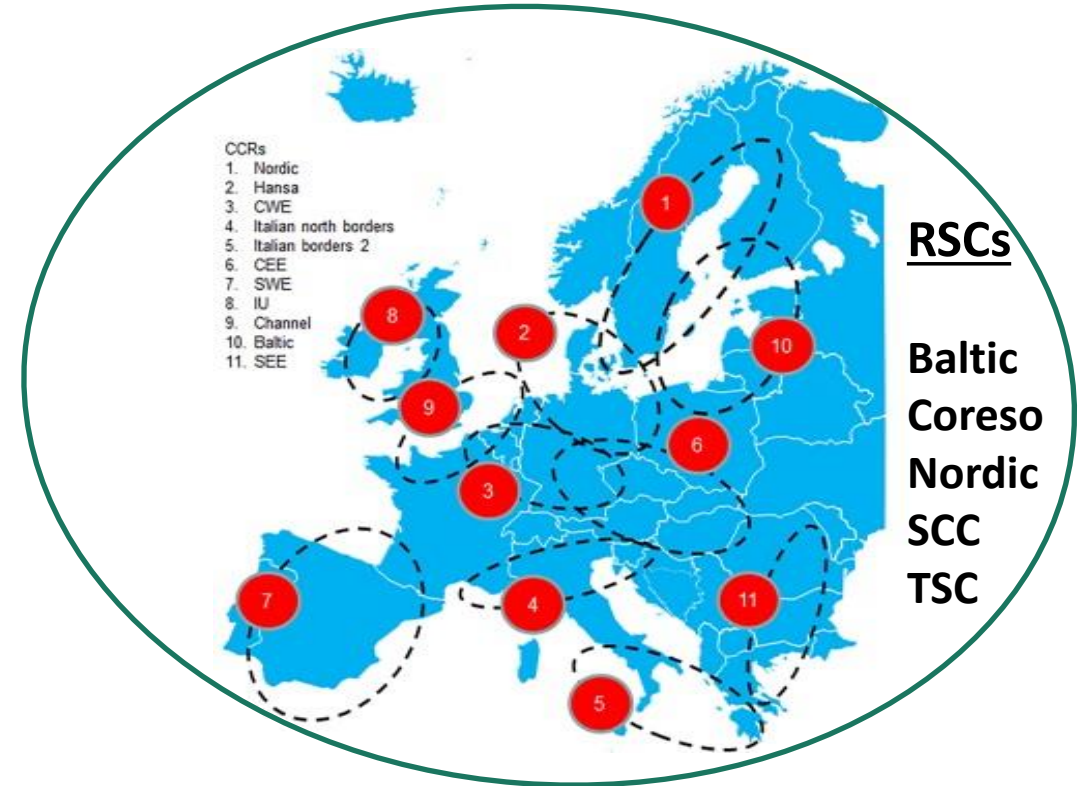 CCRs
1. Nordic
2. Hansa
3. CWE
4. Italian north borders
5. Italian borders 2
6. CEE
7. SWE
8. IU
9. Channel
10. Baltic
11. SEE
1
2
8
10
9
6
3
7
4
11
5
RSCs
Baltic
Coreso
Nordic
SCC
TSC